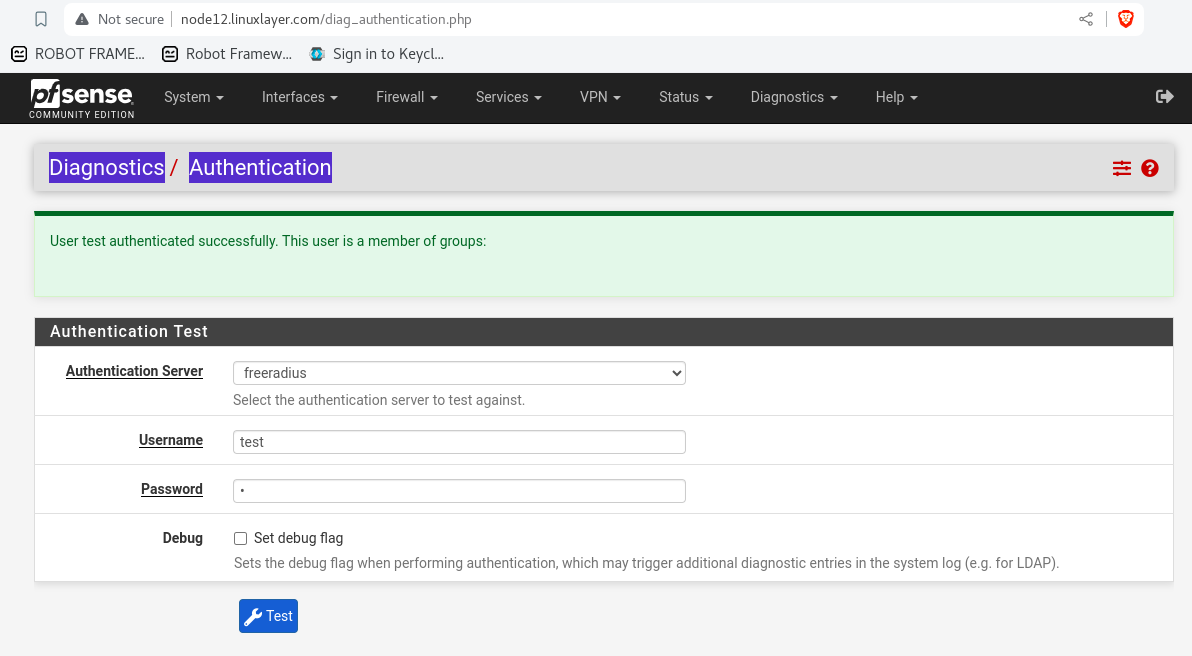 Not secure node12.linuxlayer.com/diag_authentication.php
ROBOT FRAME... Robot Framew... Sign in to Keycl...
pfsense System Interfaces Firewall Services VPN Status Diagnostics Help
COMMUNITY EDITION
Diagnostics / Authentication
User test authenticated successfully. This user is a member of groups:
Authentication Test
Authentication Server freeradius
Select the authentication server to test against.
Username test
Password •
Debug Set debug flag
Sets the debug flag when performing authentication, which may trigger additional diagnostic entries in the system log (e.g. for LDAP).
Test